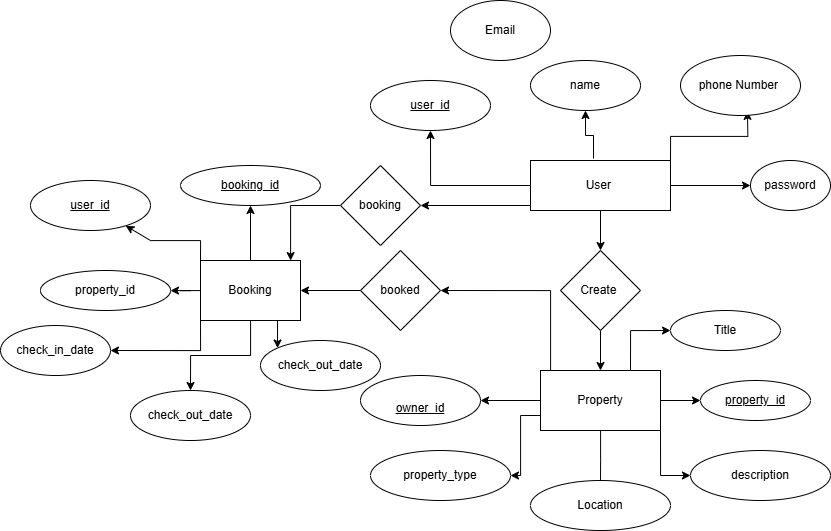 Email
name
phone Number
user_id
User
password
booking_id
user_id
booking
Booking
property_id
booked
Create
Title
check_in_date
check_out_date
check_out_date
owner_id
Property
property_id
property_type
description
Location